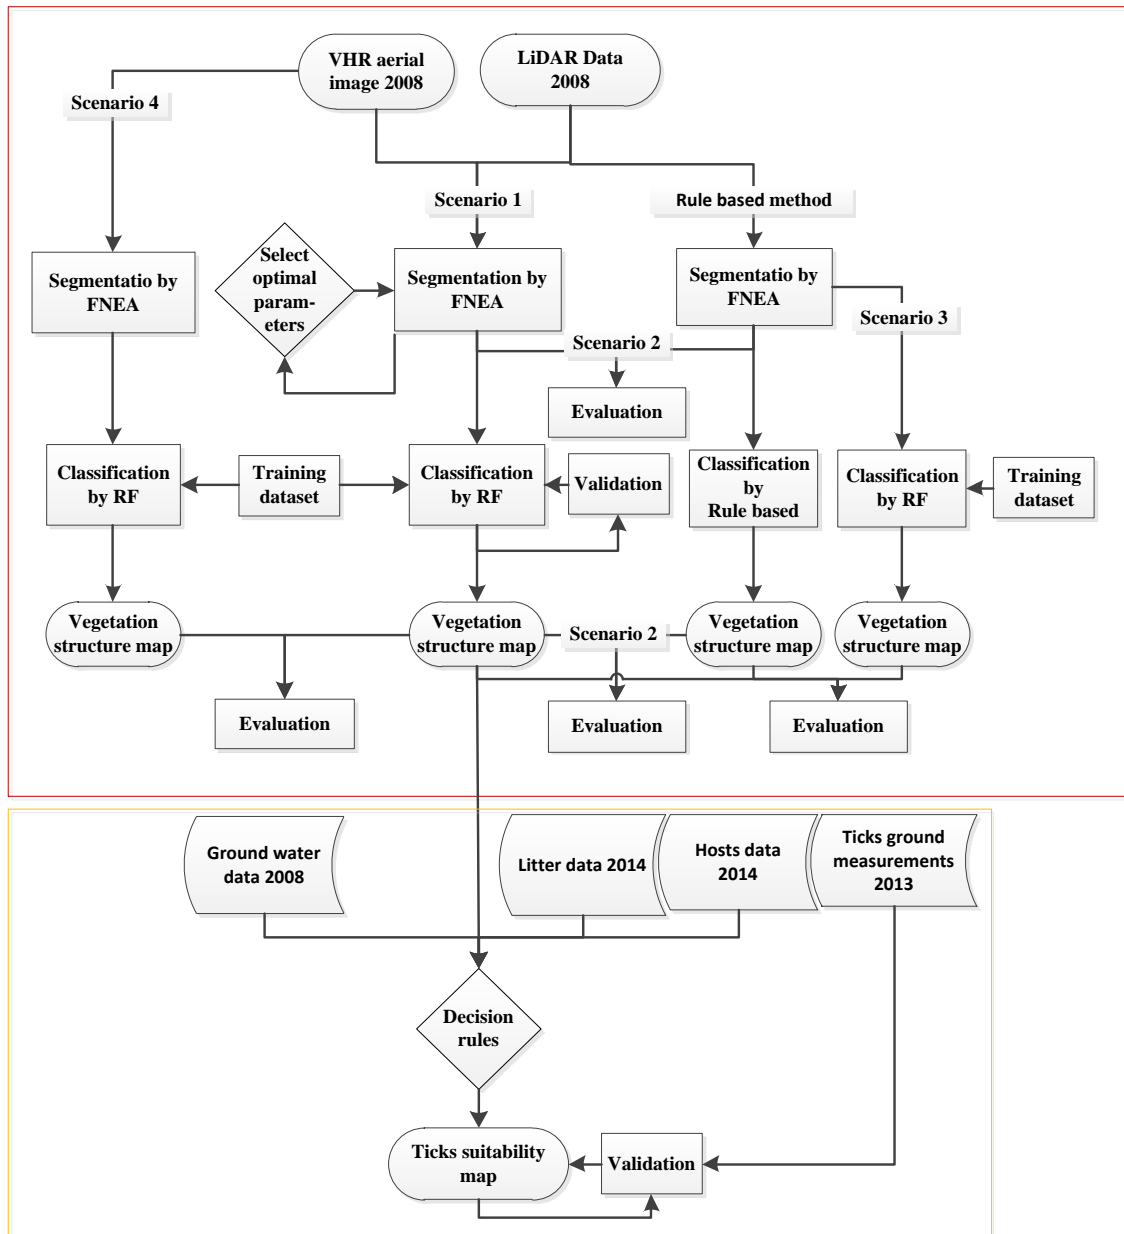 VHR aerial
image 2008
LiDAR Data
2008
Scenario 4
Scenario 1
Rule based method
Select
optimal
param-
eters
Segmentatio by
FNEA
Segmentation by
FNEA
Segmentatio by
FNEA
Scenario 3
Scenario 2
Evaluation
Classification
by RF
Training
dataset
Classification
by RF
Validation
Classification
by
Rule based
Classification
by RF
Training
dataset
Vegetation
structure map
Vegetation
structure map
Scenario 2
Vegetation
structure map
Vegetation
structure map
Evaluation
Evaluation
Evaluation
Ground water
data 2008
Litter data 2014
Hosts data
2014
Ticks ground
measurements
2013
Decision
rules
Ticks suitability
map
Validation